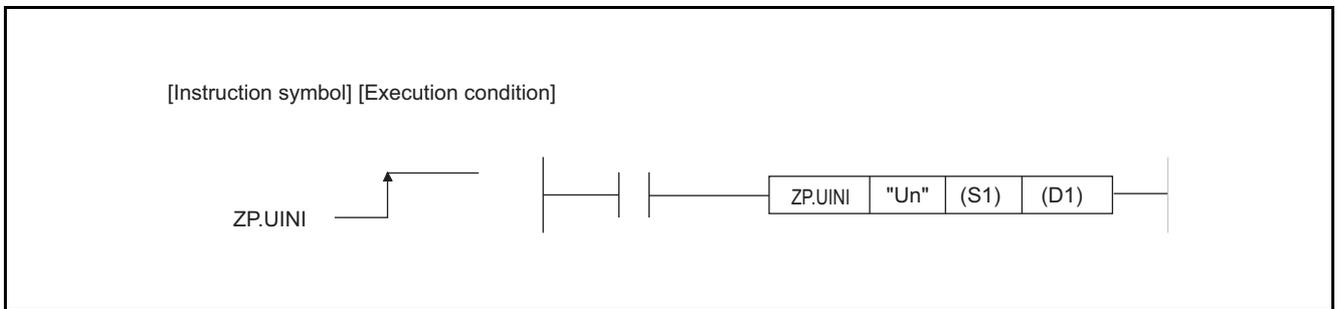 [Instruction symbol] [Execution condition]
ZP.UINI
ZP.UINI "Un" (S1) (D1)